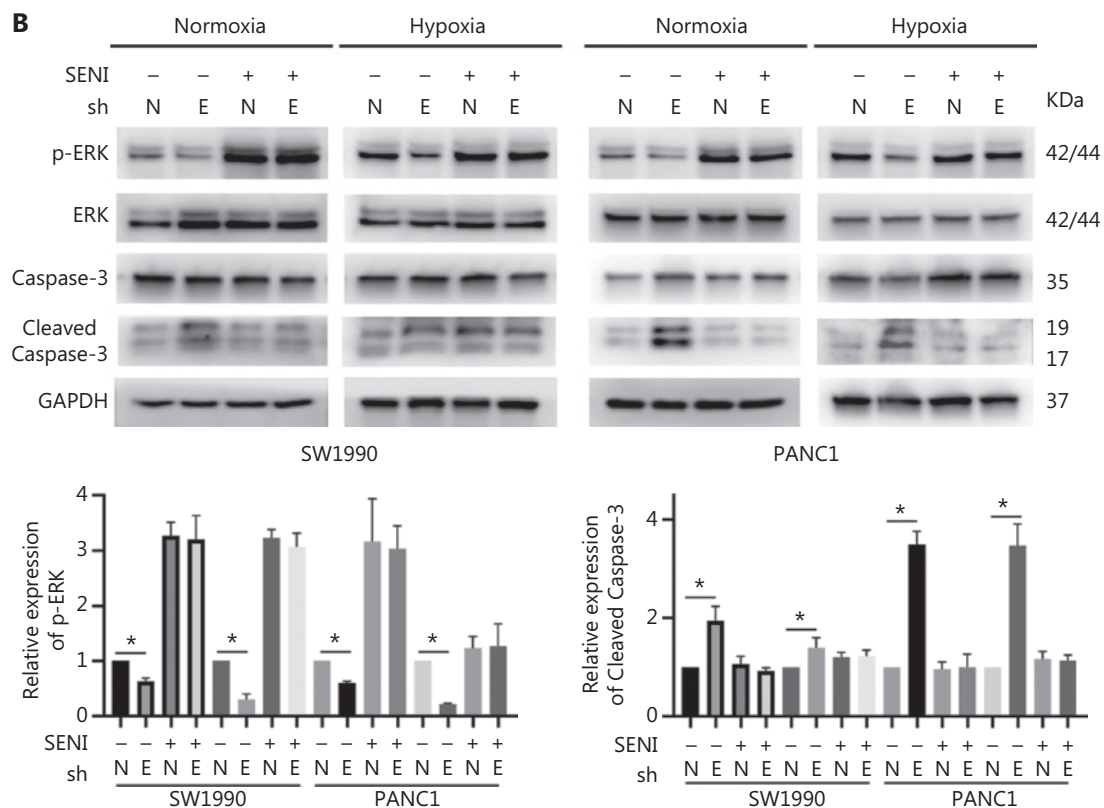 B
Normoxia Hypoxia Normoxia Hypoxia
SENI – – + + – – + + – – + + – – + +
sh N E N E N E N E N E N E N E N E KDa
p-ERK 42/44
ERK 42/44
Caspase-3 35
Cleaved Caspase-3 19 17
GAPDH 37
SW1990 PANC1
Relative expression of p-ERK
4
3
2
1
0
* * * *
SENI – – + + – – + + – – + + – – + +
sh N E N E N E N E N E N E N E N E
SW1990 PANC1
Relative expression of Cleaved Caspase-3
4
2
0
* * * *
SENI – – + + – – + + – – + + – – + +
sh N E N E N E N E N E N E N E N E
SW1990 PANC1